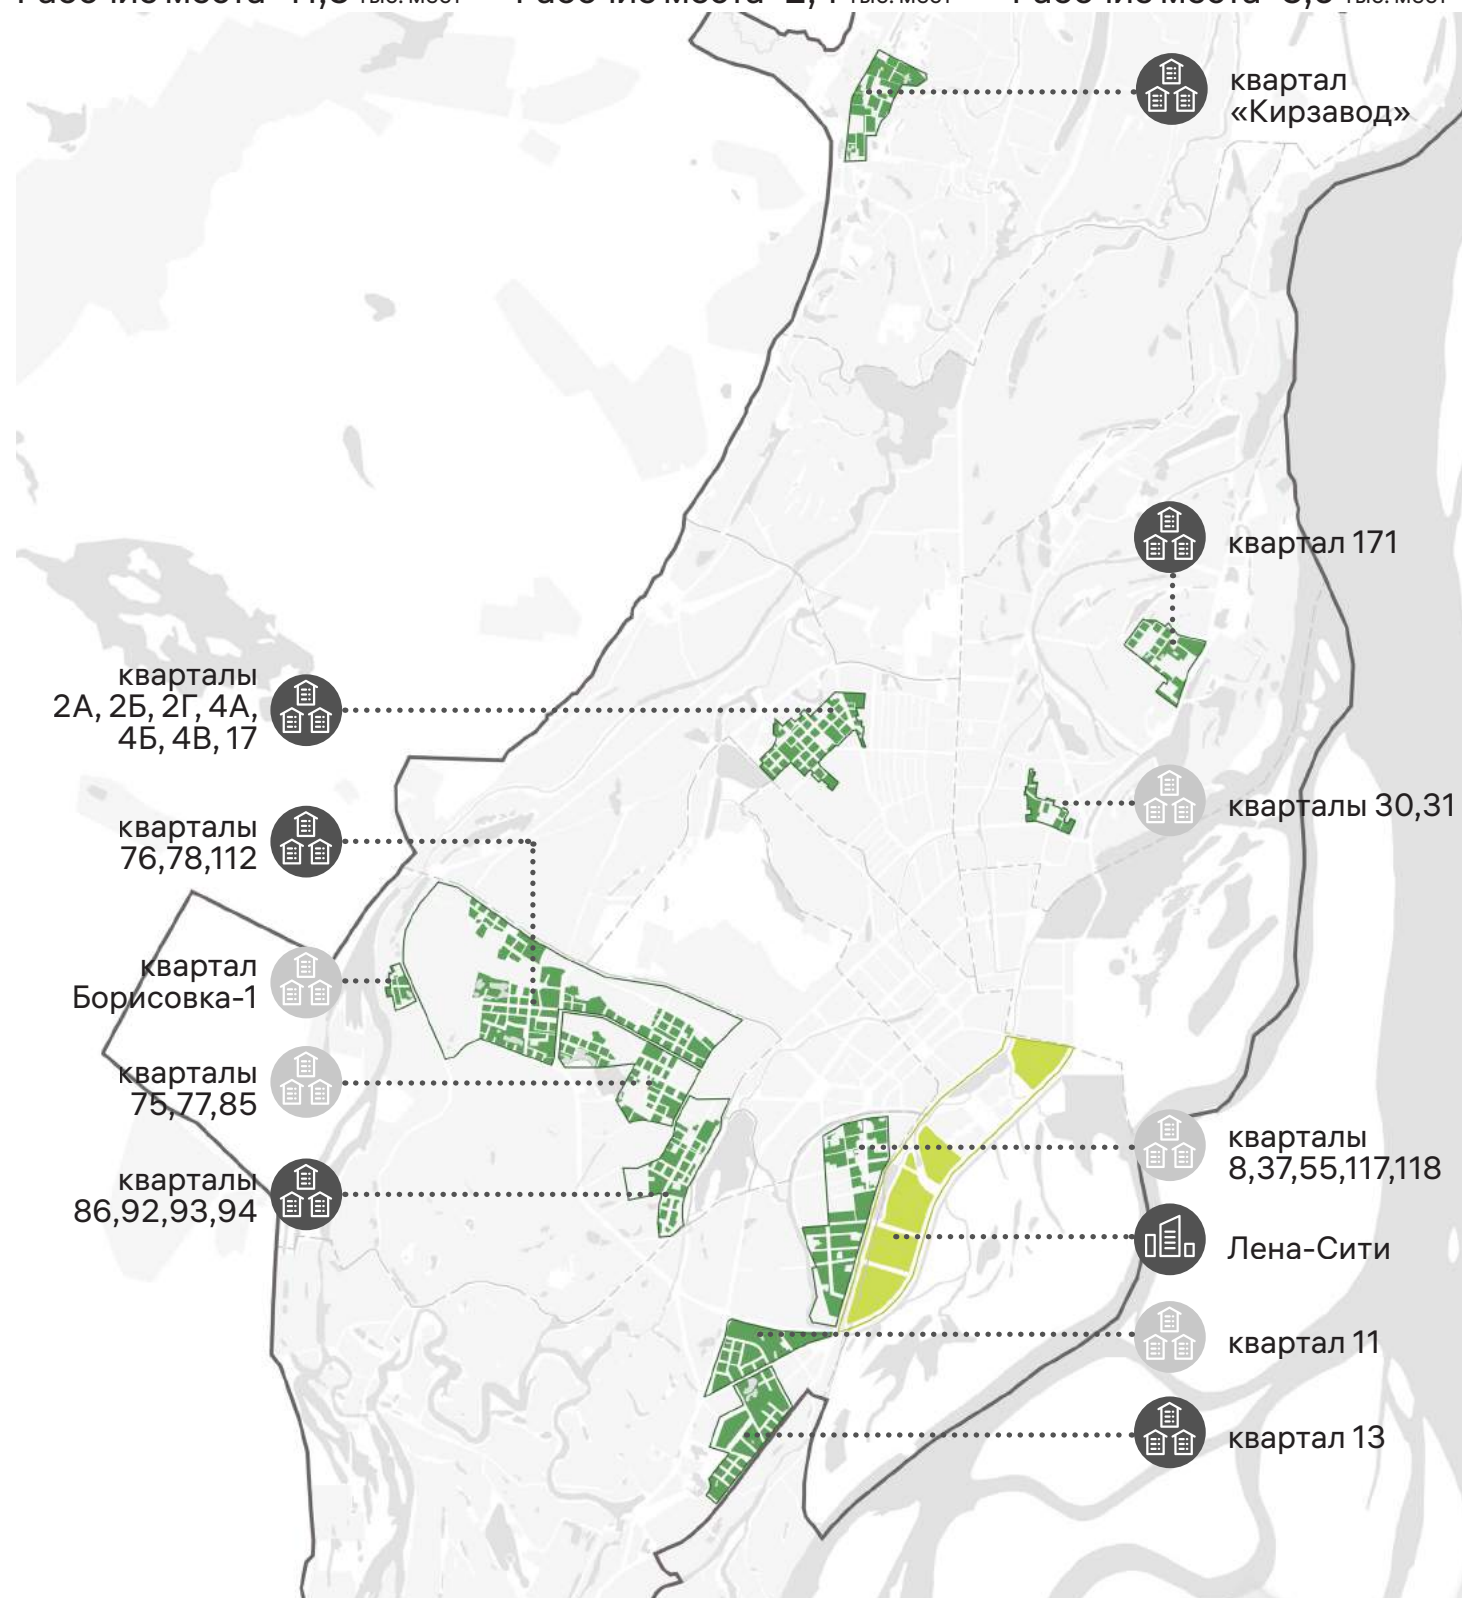 квартал
«Кирзавод»
квартал 171
кварталы
2А, 2Б, 2Г, 4А,
4Б, 4В, 17
кварталы 30,31
кварталы
76,78,112
квартал
Борисовка-1
кварталы
75,77,85
кварталы
8,37,55,117,118
кварталы
86,92,93,94
Лена-Сити
квартал 11
квартал 13